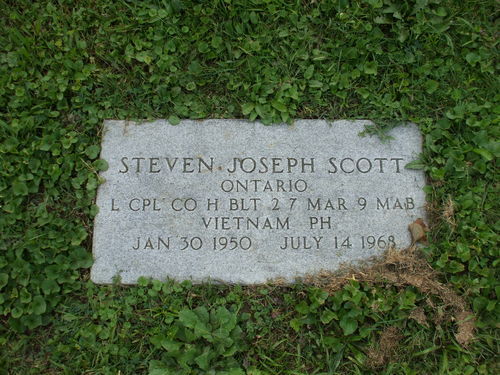 STEVEN JOSEPH SCOTT
ONTARIO
L CPL CO H BLT 2 7 MAR 9 MAB
VIETNAM PH
JAN 30 1950 JULY 14 1968